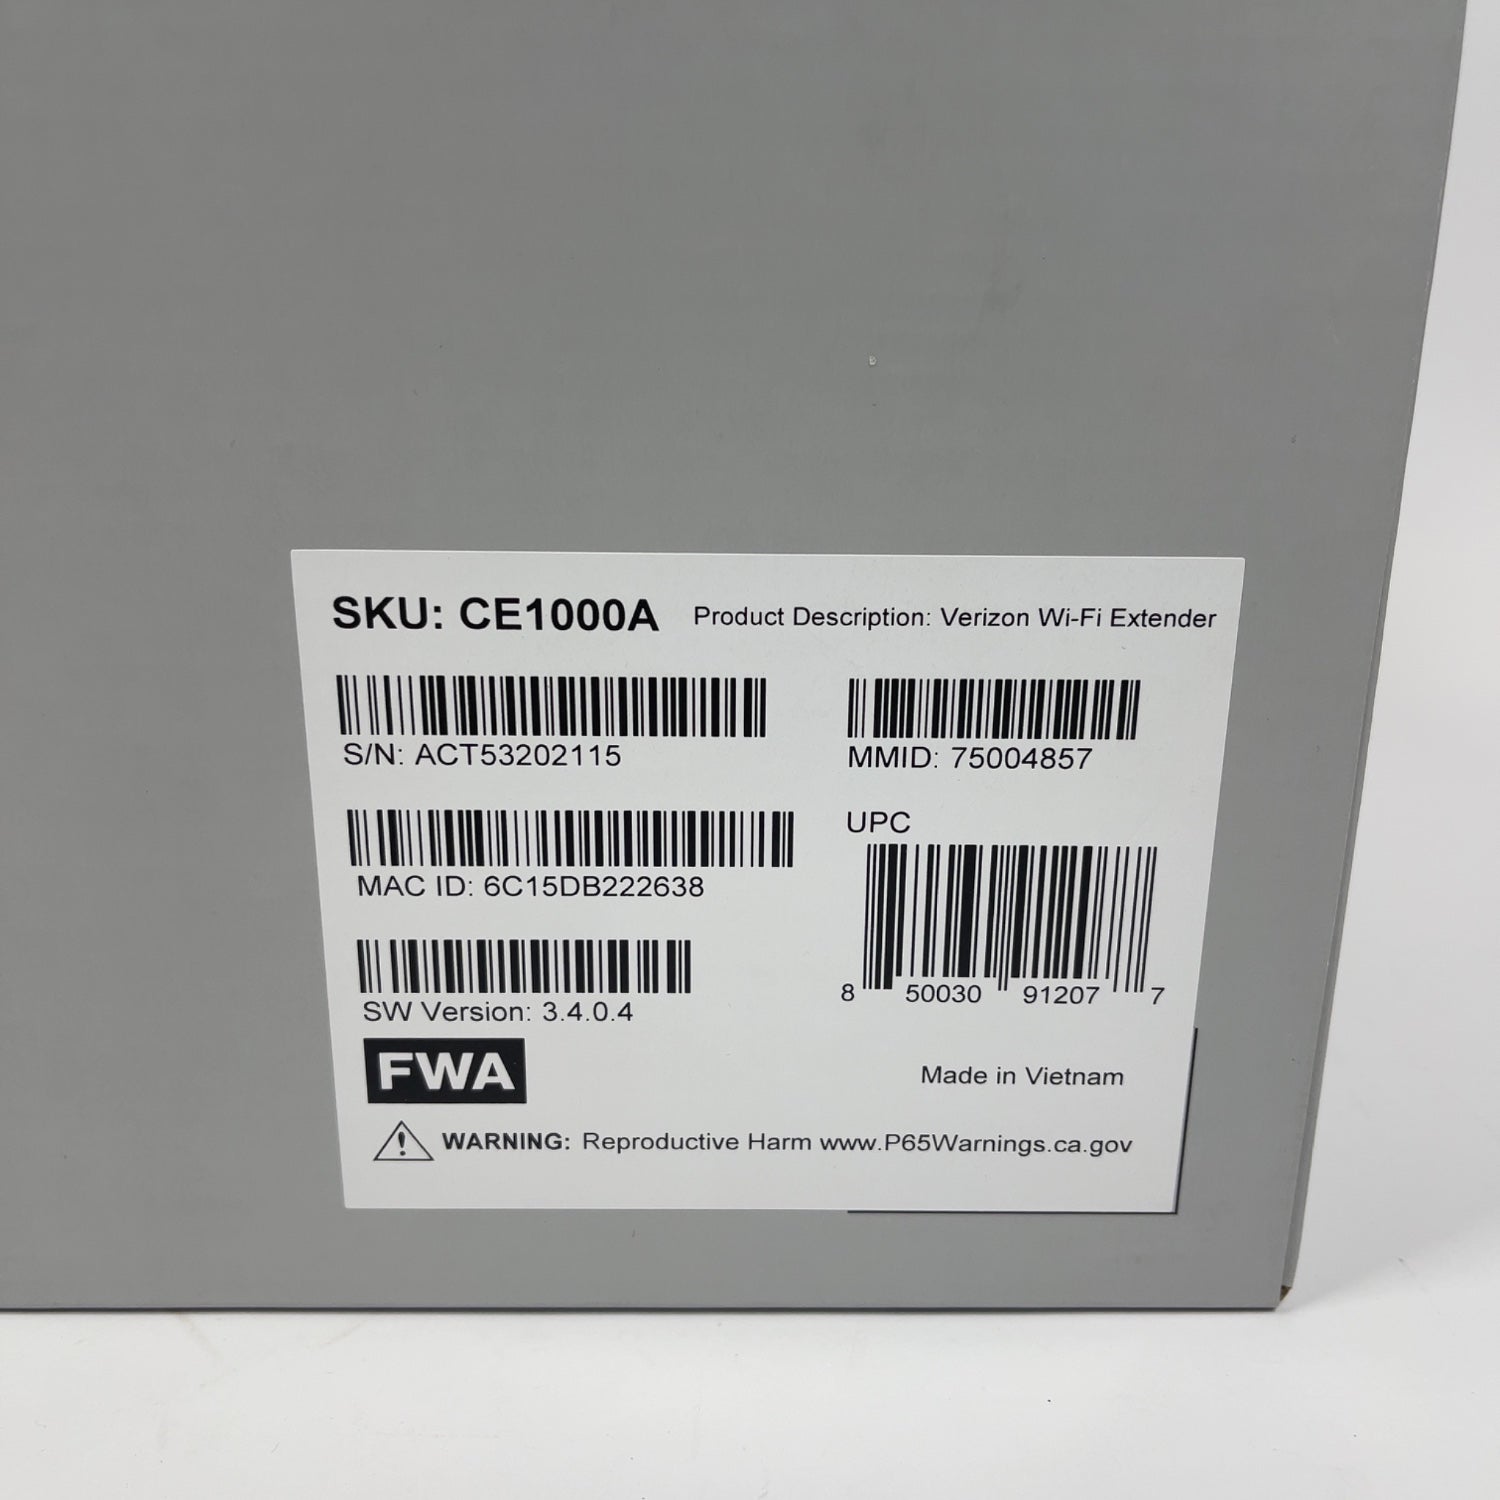 SKU: CE1000A Product Description: Verizon Wi-Fi Extender
S/N: ACT53202115
MMID: 75004857
MAC ID: 6C15DB222638
UPC
8 50030 91207 7
SW Version: 3.4.0.4
FWA
Made in Vietnam
WARNING: Reproductive Harm www.P65Warnings.ca.gov